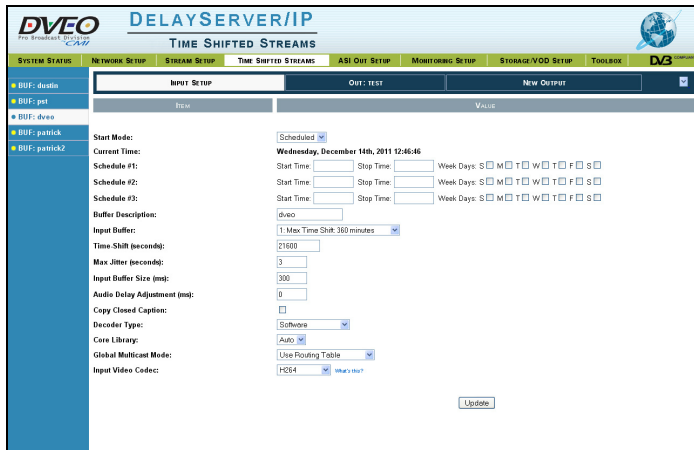 DVEO
Pro Broadcast Division
CMI
DELAYSERVER/IP
TIME SHIFTED STREAMS
SYSTEM STATUS NETWORK SETUP STREAM SETUP TIME SHIFTED STREAMS ASI OUT SETUP MONITORING SETUP STORAGE/VOD SETUP TOOLBOX DVB COMPLIANT
BUF: dustin
BUF: pst
BUF: dveo
BUF: patrick
BUF: patrick2
INPUT SETUP OUT: TEST NEW OUTPUT
ITEM VALUE
Start Mode: Scheduled
Current Time: Wednesday, December 14th, 2011 12:46:46
Schedule #1: Start Time: Stop Time: Week Days: S M T W T F S
Schedule #2: Start Time: Stop Time: Week Days: S M T W T F S
Schedule #3: Start Time: Stop Time: Week Days: S M T W T F S
Buffer Description: dveo
Input Buffer: 1: Max Time Shift: 360 minutes
Time-Shift (seconds): 21600
Max Jitter (seconds): 3
Input Buffer Size (ms): 300
Audio Delay Adjustment (ms): 0
Copy Closed Caption:
Decoder Type: Software
Core Library: Auto
Global Multicast Mode: Use Routing Table
Input Video Codec: H264 What's this?
Update